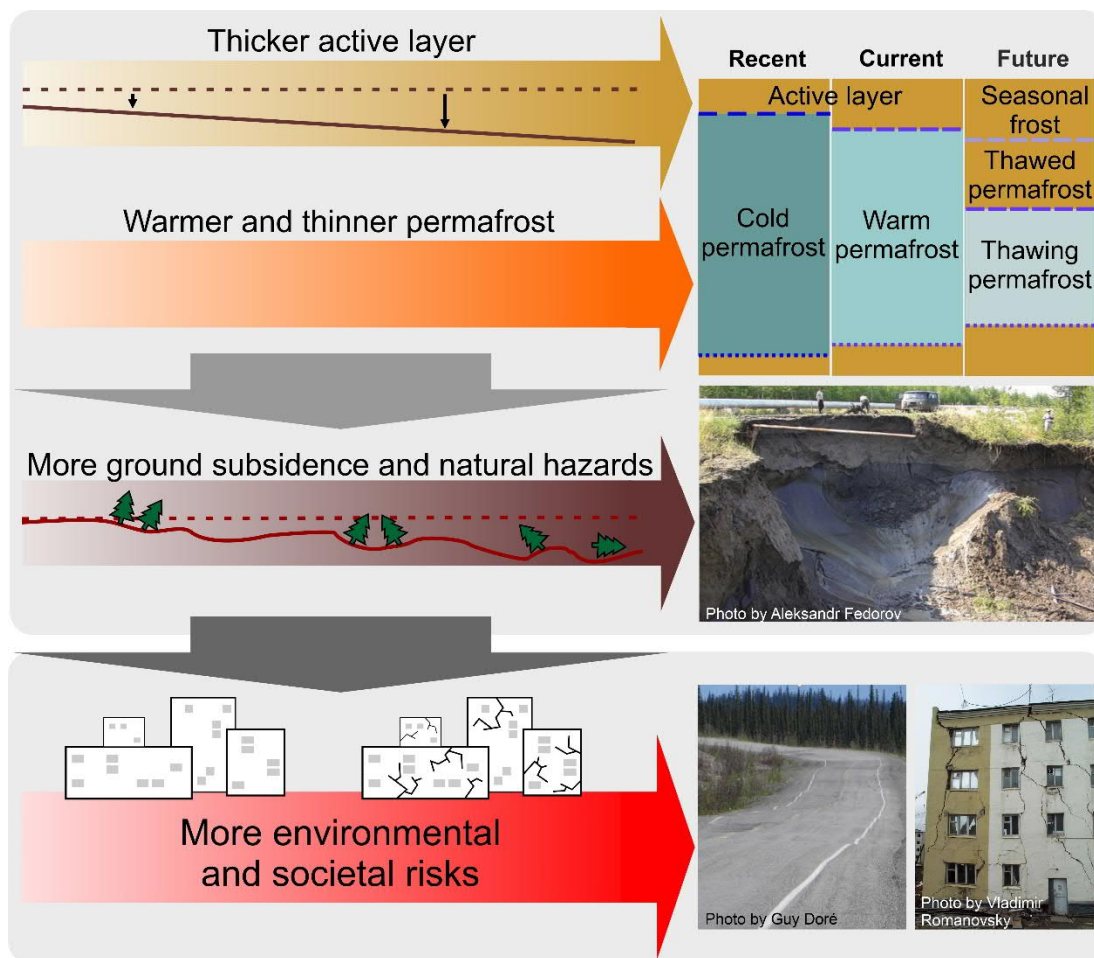 Thicker active layer
Recent
Current
Future
Active layer
Seasonal
frost
Thawed
permafrost
Cold
permafrost
Warm
permafrost
Thawing
permafrost
Warmer and thinner permafrost
More ground subsidence and natural hazards
Photo by Aleksandr Fedorov
More environmental
and societal risks
Photo by Guy Doré
Photo by Vladimir
Romanovsky